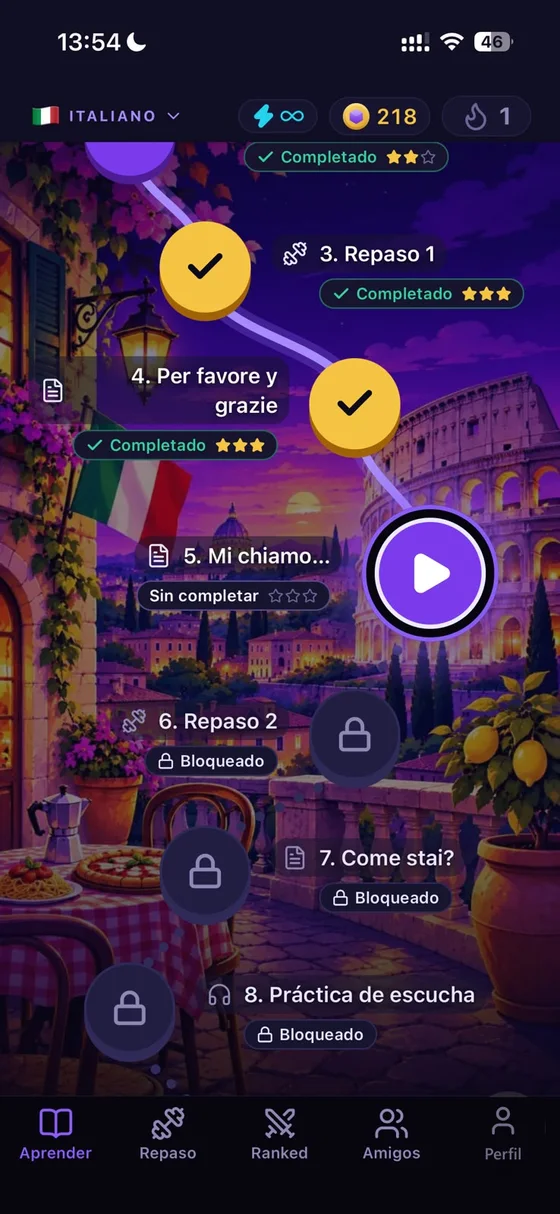 13:54
46
ITALIANO
∞
218
1
Completado
3. Repaso 1
Completado
4. Per favore y
grazie
Completado
5. Mi chiamo...
Sin completar
6. Repaso 2
Bloqueado
7. Come stai?
Bloqueado
8. Práctica de escucha
Bloqueado
Aprender
Repaso
Ranked
Amigos
Perfil